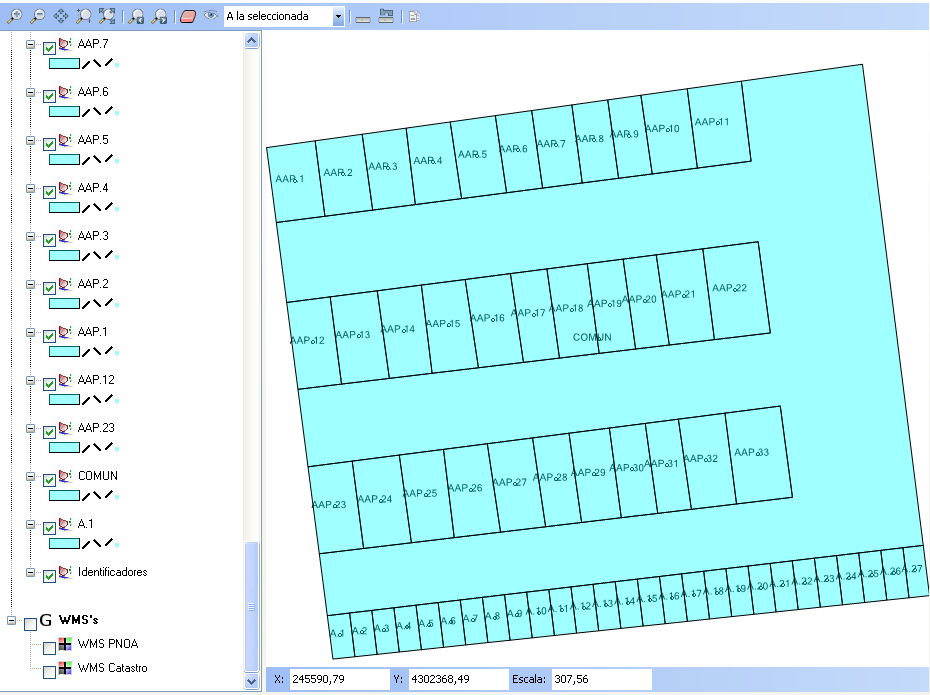 A la seleccionada
AAP.7
AAP.6
AAP.5
AAP.4
AAP.3
AAP.2
AAP.1
AAP.12
AAP.23
COMUN
A.1
Identificadores
G WMS's
WMS PNOA
WMS Catastro
AAP.1 AAP.2 AAP.3 AAP.4 AAP.5 AAP.6 AAP.7 AAP.8 AAP.9 AAP.10 AAP.11
AAP.12 AAP.13 AAP.14 AAP.15 AAP.16 AAP.17 AAP.18 AAP.19 AAP.20 AAP.21 AAP.22
COMUN
AAP.23 AAP.24 AAP.25 AAP.26 AAP.27 AAP.28 AAP.29 AAP.30 AAP.31 AAP.32 AAP.33
A.1 A.2 A.3 A.4 A.5 A.6 A.7 A.8 A.9 A.10 A.11 A.12 A.13 A.14 A.15 A.16 A.17 A.18 A.19 A.20 A.21 A.22 A.23 A.24 A.25 A.26 A.27
X: 245590,79 Y: 4302368,49 Escala: 307,56